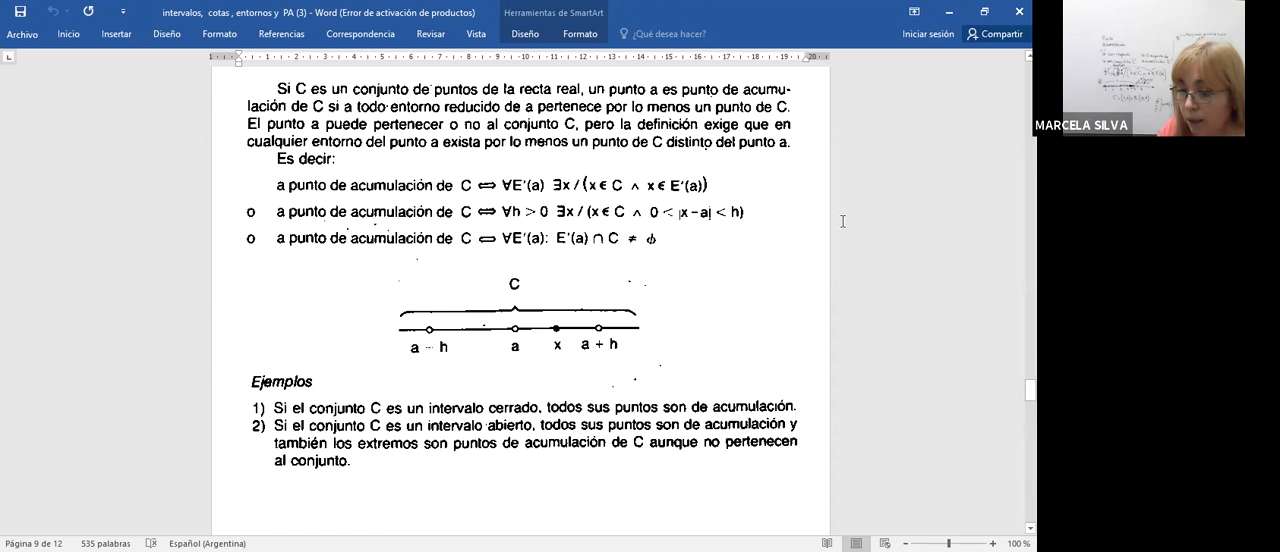 intervalos, cotas , entornos y PA (3) - Word (Error de activación de productos)
Herramientas de SmartArt
Archivo Inicio Insertar Diseño Formato Referencias Correspondencia Revisar Vista Diseño Formato ¿Qué desea hacer? Iniciar sesión Compartir
Si C es un conjunto de puntos de la recta real, un punto a es punto de acumu-
lación de C si a todo entorno reducido de a pertenece por lo menos un punto de C.
El punto a puede pertenecer o no al conjunto C, pero la definición exige que en
cualquier entorno del punto a exista por lo menos un punto de C distinto del punto a.
Es decir:
a punto de acumulación de C ⇔ ∀E'(a) ∃x / (x ϵ C ∧ x ϵ E'(a))
o a punto de acumulación de C ⇔ ∀h > 0 ∃x / (x ϵ C ∧ 0 < |x – a| < h)
o a punto de acumulación de C ⇔ ∀E'(a): E'(a) ∩ C ≠ ϕ
C
a – h a x a + h
Ejemplos
1) Si el conjunto C es un intervalo cerrado, todos sus puntos son de acumulación.
2) Si el conjunto C es un intervalo abierto, todos sus puntos son de acumulación y
también los extremos son puntos de acumulación de C aunque no pertenecen
al conjunto.
MARCELA SILVA
Página 9 de 12 535 palabras Español (Argentina) 100 %